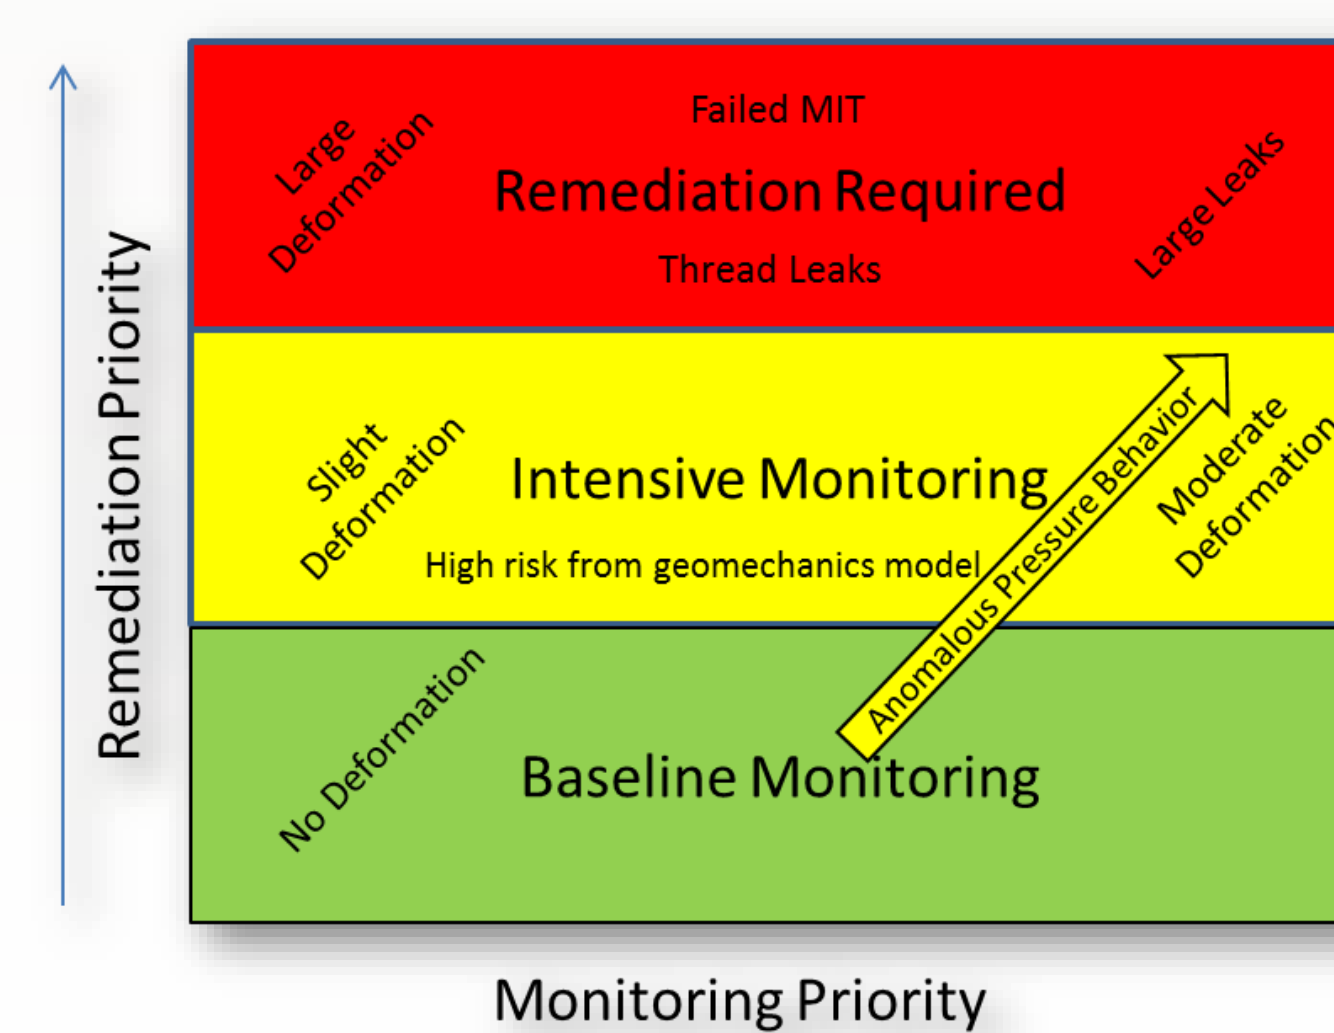 Remediation Priority
Failed MIT
Large
Deformation
Remediation Required
Large Leaks
Thread Leaks
Slight
Deformation
Intensive Monitoring
High risk from geomechanics model
Anomalous Pressure Behavior
Moderate
Deformation
No Deformation
Baseline Monitoring
Monitoring Priority